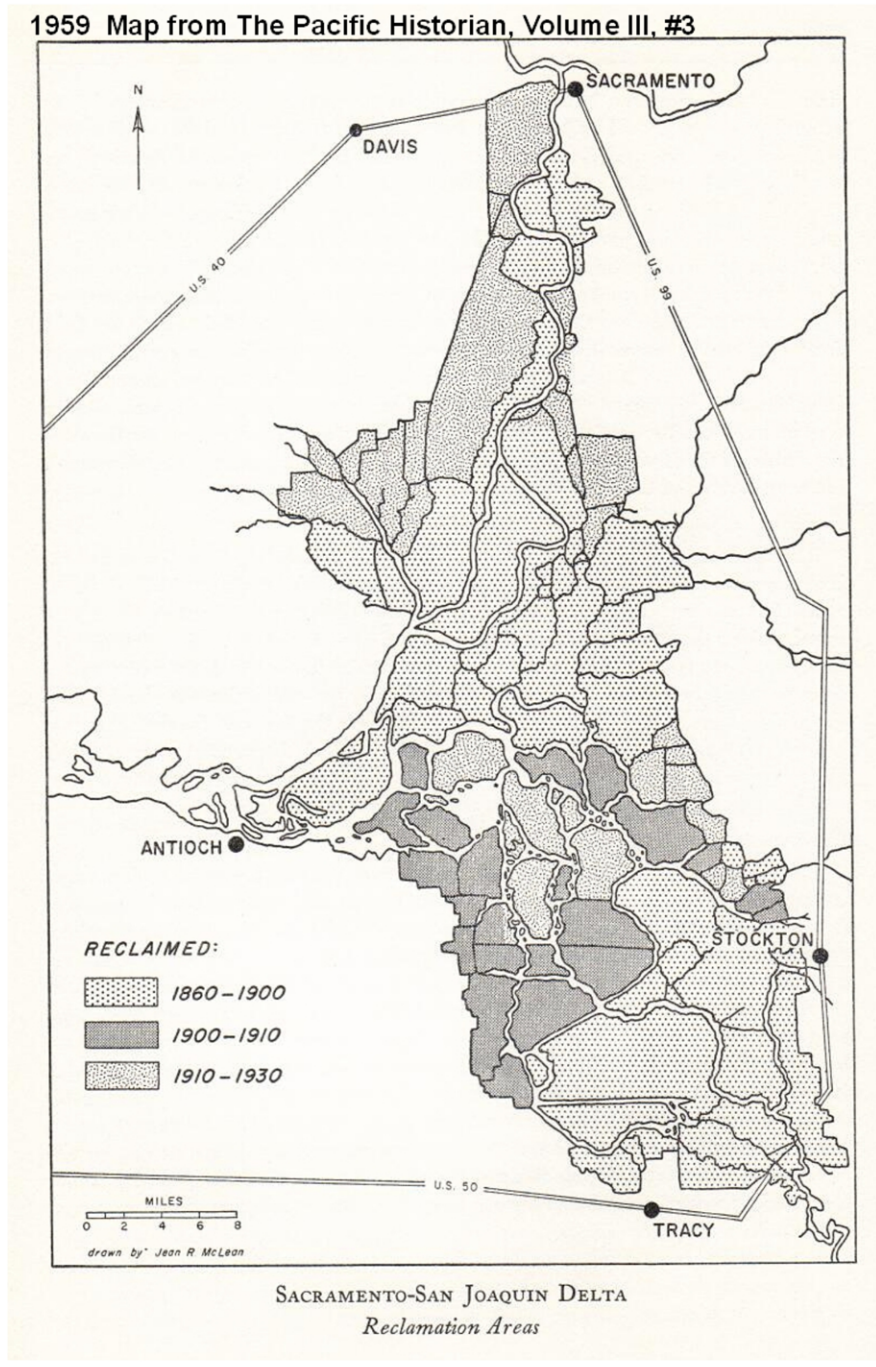 1959 Map from The Pacific Historian, Volume III, #3
N
SACRAMENTO
DAVIS
U.S. 40
U.S. 99
ANTIOCH
STOCKTON
RECLAIMED:
1860–1900
1900–1910
1910–1930
U.S. 50
MILES
0 2 4 6 8
TRACY
drawn by Jean R. McLean
SACRAMENTO-SAN JOAQUIN DELTA
Reclamation Areas